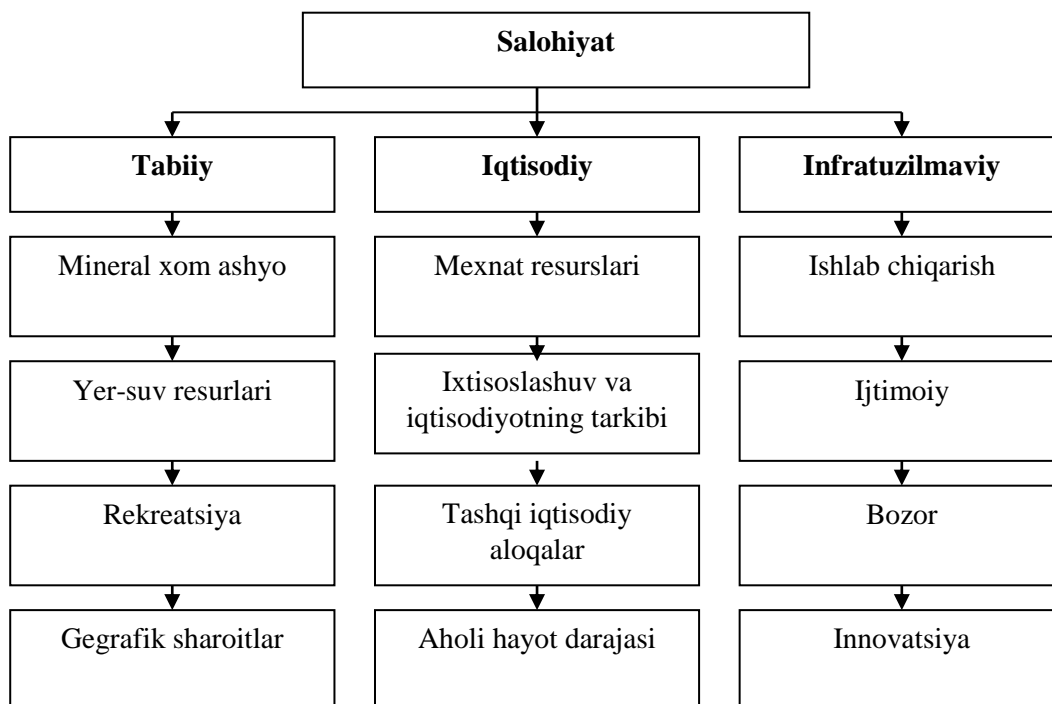 Salohiyat
Tabiiy
Iqtisodiy
Infratuzilmaviy
Mineral xom ashyo
Mexnat resurslari
Ishlab chiqarish
Yer-suv resurlari
Ixtisoslashuv va
iqtisodiyotning tarkibi
Ijtimoiy
Rekreatsiya
Tashqi iqtisodiy
aloqalar
Bozor
Gegrafik sharoitlar
Aholi hayot darajasi
Innovatsiya